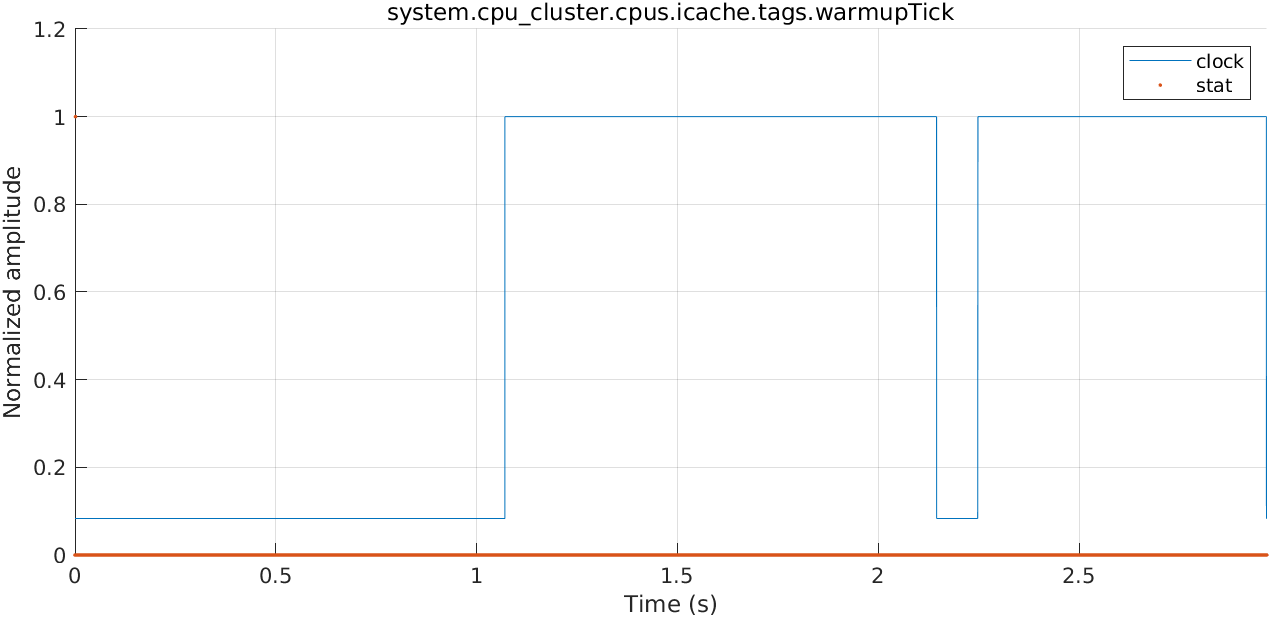 system.cpu_cluster.cpus.icache.tags.warmupTick
1.2
1
0.8
0.6
0.4
0.2
0
Normalized amplitude
clock
stat
0 0.5 1 1.5 2 2.5
Time (s)